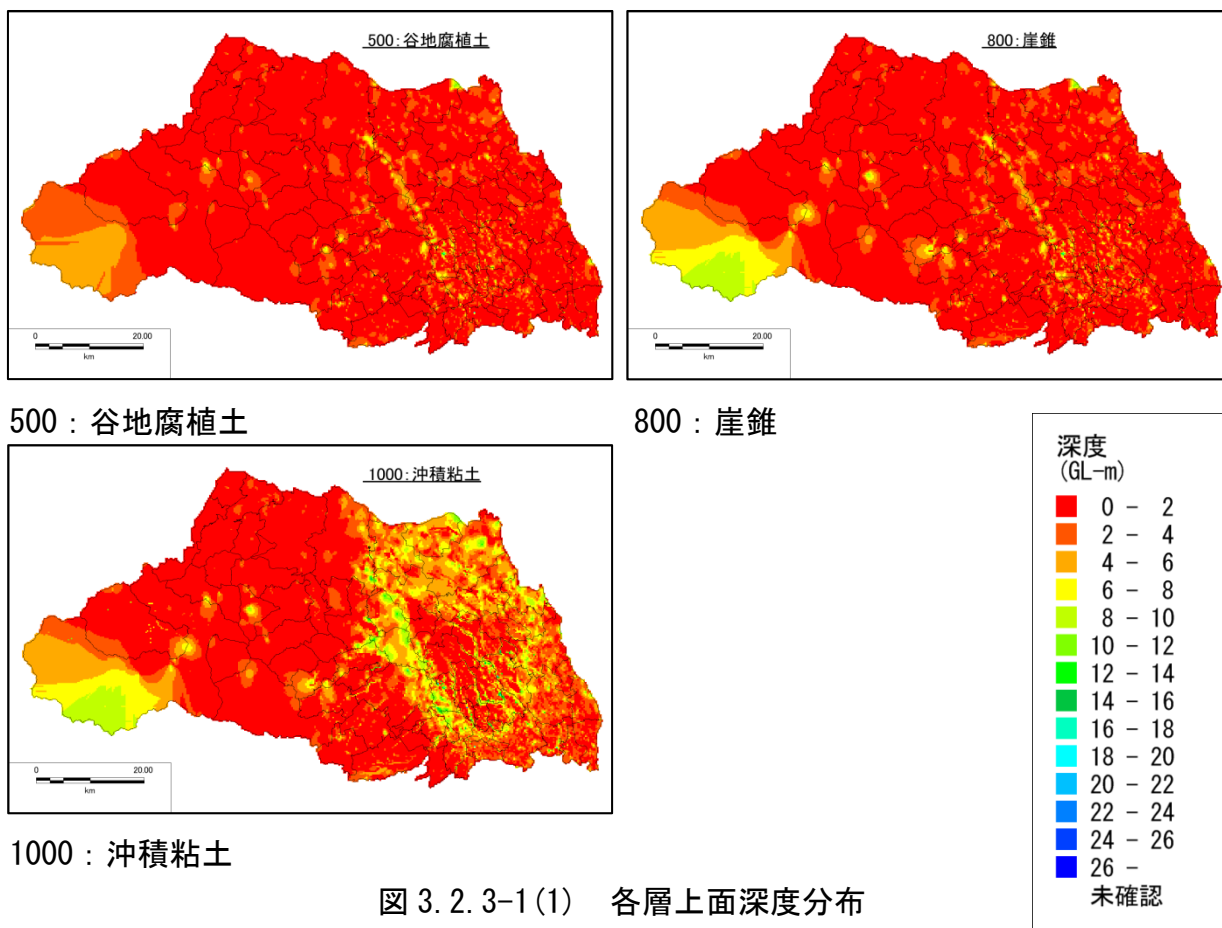 500:谷地腐植土
0 20.00
km
500：谷地腐植土
800:崖錐
0 20.00
km
800：崖錐
1000:沖積粘土
0 20.00
km
1000：沖積粘土
深度
(GL-m)
0 - 2
2 - 4
4 - 6
6 - 8
8 - 10
10 - 12
12 - 14
14 - 16
16 - 18
18 - 20
20 - 22
22 - 24
24 - 26
26 -
未確認
図 3.2.3-1(1) 各層上面深度分布